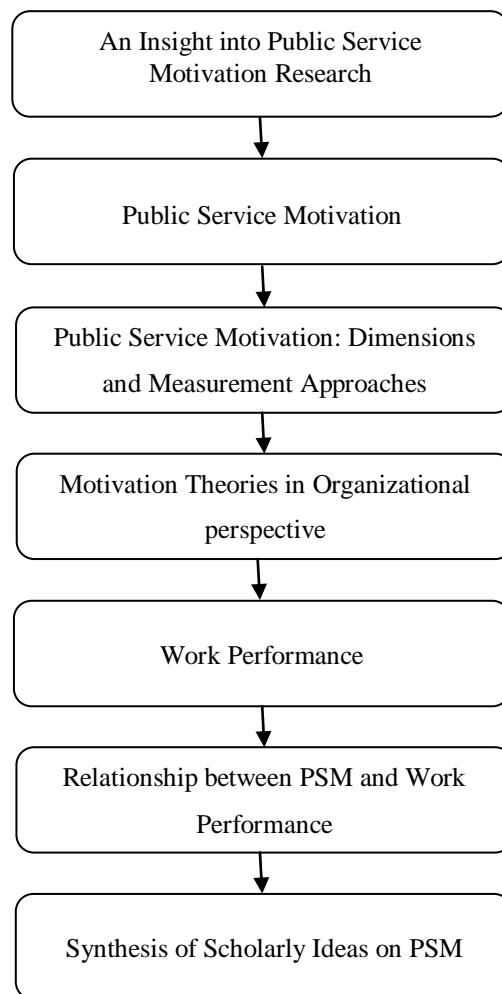 An Insight into Public Service
Motivation Research
Public Service Motivation
Public Service Motivation: Dimensions
and Measurement Approaches
Motivation Theories in Organizational
perspective
Work Performance
Relationship between PSM and Work
Performance
Synthesis of Scholarly Ideas on PSM